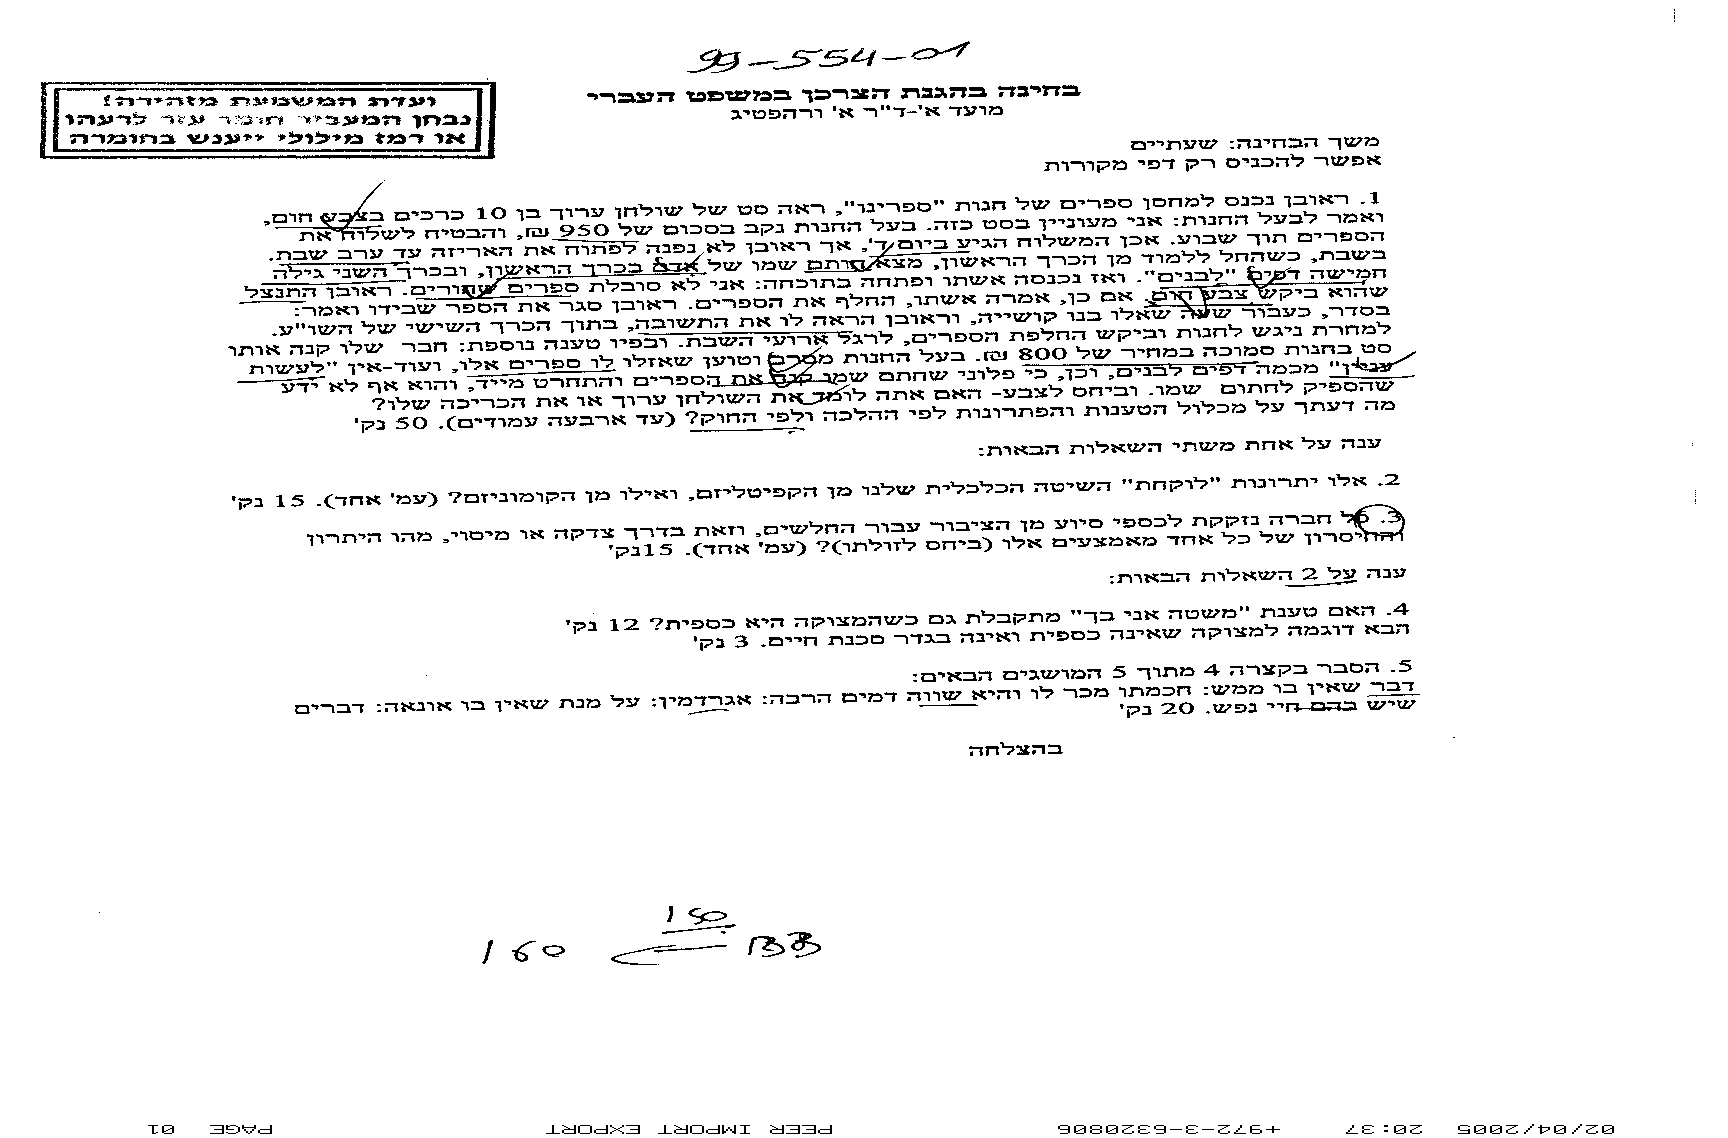 99-554-01
ועדת המשמעת מזהירה!
נבחן המעביר חומר עזר לרעהו
או רמז מילולי ייענש בחומרה
בחינה בהגנת הצרכן במשפט העברי
מועד א'-ד"ר א' ורהפטיג
משך הבחינה: שעתיים
אפשר להכניס רק דפי מקורות
1. ראובן נכנס למחסן ספרים של חנות "ספרינו", ראה סט של שולחן ערוך בן 10 כרכים בצבע חום,
ואמר לבעל החנות: אני מעוניין בסט כזה. בעל החנות נקב בסכום של 950 ₪, והבטיח לשלוח את
הספרים תוך שבוע. אכן המשלוח הגיע ביום ד', אך ראובן לא נפנה לפתוח את האריזה עד ערב שבת.
בשבת, כשהחל ללמוד מן הכרך הראשון, מצא חותם שמו של אדם בכרך הראשון, ובכרך השני גילה
חמישה דפים "לבנים". ואז נכנסה אשתו ופתחה בתוכחה: אני לא סובלת ספרים שחורים. ראובן התנצל
שהוא ביקש צבע חום. אם כן, אמרה אשתו, החלף את הספרים. ראובן סגר את הספר שבידו ואמר:
בסדר, כעבור שעה שאלו בנו קושייה, וראובן הראה לו את התשובה, בתוך הכרך השישי של השו"ע.
למחרת ניגש לחנות וביקש החלפת הספרים, לרגל ארועי השבת. ובפיו טענה נוספת: חבר שלו קנה אותו
סט בחנות סמוכה במחיר של 800 ₪. בעל החנות מסרב וטוען שאזלו לו ספרים אלו, ועוד-אין "לעשות
עניין" מכמה דפים לבנים, וכן, כי פלוני שחתם שמו קנה את הספרים והתחרט מייד, והוא אף לא ידע
שהספיק לחתום שמו. וביחס לצבע- האם אתה לומד את השולחן ערוך או את הכריכה שלו?
מה דעתך על מכלול הטענות והפתרונות לפי ההלכה ולפי החוק? (עד ארבעה עמודים). 50 נק'
ענה על אחת משתי השאלות הבאות:
2. אלו יתרונות "לוקחת" השיטה הכלכלית שלנו מן הקפיטליזם, ואילו מן הקומוניזם? (עמ' אחד). 15 נק'
3. כל חברה נזקקת לכספי סיוע מן הציבור עבור החלשים, וזאת בדרך צדקה או מיסוי, מהו היתרון
והחיסרון של כל אחד מאמצעים אלו (ביחס לזולתו)? (עמ' אחד). 15נק'
ענה על 2 השאלות הבאות:
4. האם טענת "משטה אני בך" מתקבלת גם כשהמצוקה היא כספית? 12 נק'
הבא דוגמה למצוקה שאינה כספית ואינה בגדר סכנת חיים. 3 נק'
5. הסבר בקצרה 4 מתוך 5 המושגים הבאים:
דבר שאין בו ממש: חכמתו מכר לו והיא שווה דמים הרבה: אגרדמין: על מנת שאין בו אונאה: דברים
שיש בהם חיי נפש. 20 נק'
בהצלחה
150
160
02/04/2005 20:37 +972-3-6320806 PEER IMPORT EXPORT PAGE 01